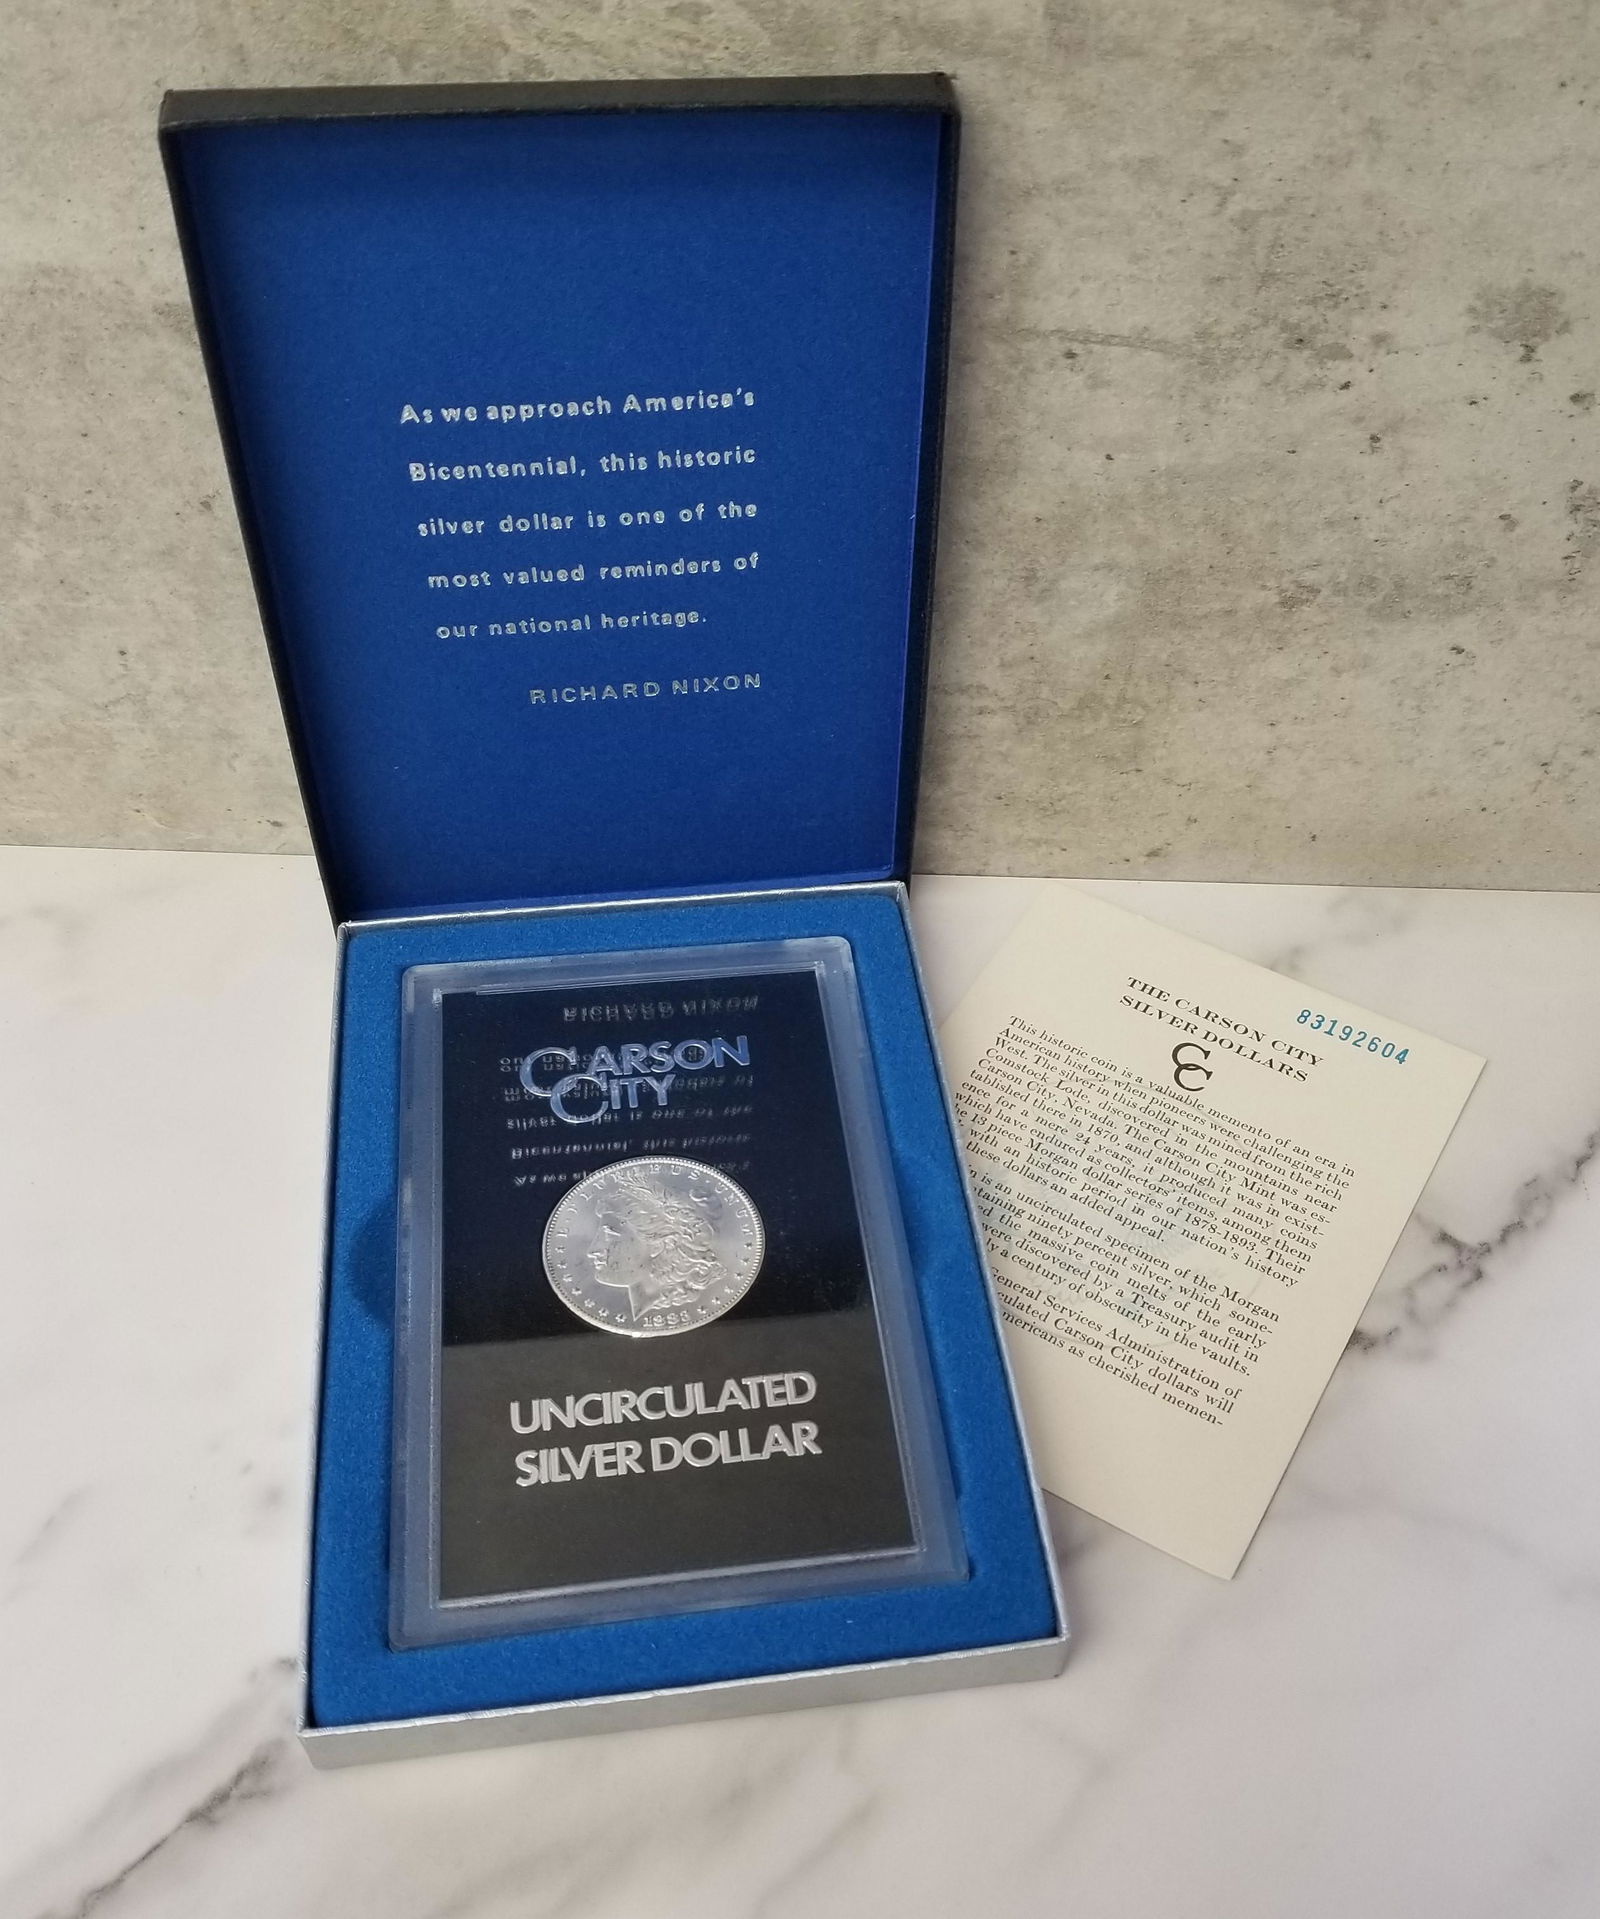 As we approach America's
Bicentennial, this historic
silver dollar is one of the
most valued reminders of
our national heritage.
RICHARD NIXON
CARSON
CITY
E PLURIBUS UNUM
1883
UNCIRCULATED
SILVER DOLLAR
83192604
THE CARSON CITY
SILVER DOLLARS
CC
This historic coin is a valuable memento of an era in
American history when pioneers were challenging the
West. The silver in this dollar was mined from the rich
Comstock Lode, discovered in the mountains near
Carson City, Nevada. The Carson City Mint was es-
tablished there in 1870, and although it was in exist-
ence for a mere 24 years, it produced many coins
which have endured as collectors' items, among them
13 piece Morgan dollar series of 1878-1893. Their
with an historic period in our nation's history
these dollars an added appeal.
is an uncirculated specimen of the Morgan
ninety percent silver, which some-
the massive coin melts of the early
were discovered by a Treasury audit in
a century of obscurity in the vaults.
General Services Administration of
Carson City dollars will
as cherished memen-